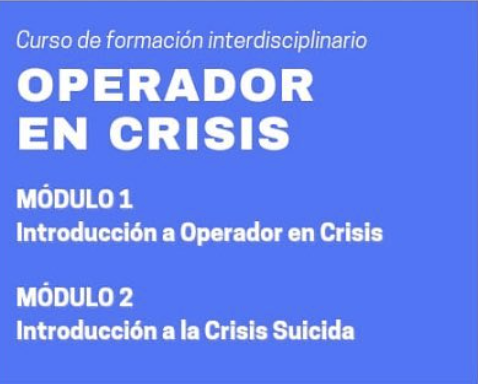 Curso de formación interdisciplinario
OPERADOR
EN CRISIS
MÓDULO 1
Introducción a Operador en Crisis
MÓDULO 2
Introducción a la Crisis Suicida